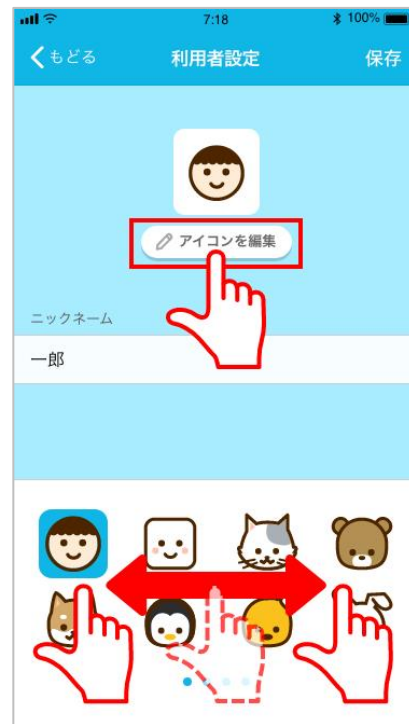 7:18
100%
もどる
利用者設定
保存
アイコンを編集
ニックネーム
一郎